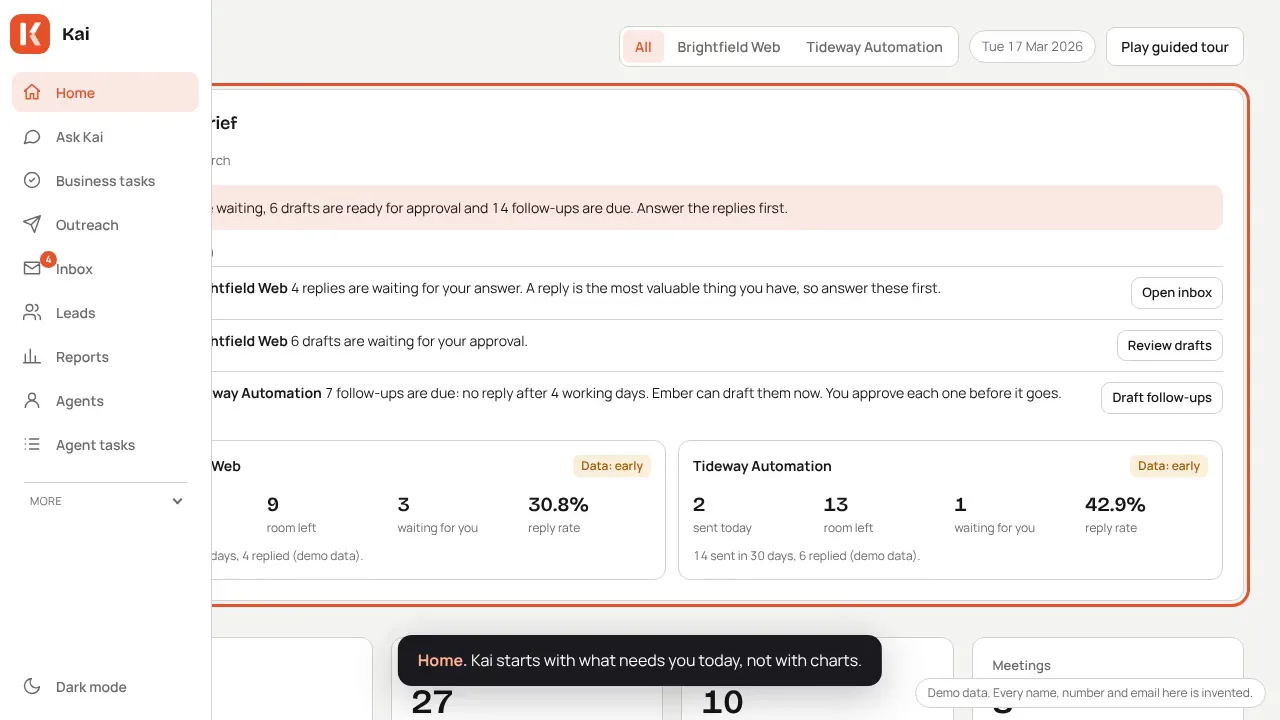 Kai
Home
Ask Kai
Business tasks
Outreach
4
Inbox
Leads
Reports
Agents
Agent tasks
MORE
Dark mode
All
Brightfield Web
Tideway Automation
Tue 17 Mar 2026
Play guided tour
waiting, 6 drafts are ready for approval and 14 follow-ups are due. Answer the replies first.
Web 4 replies are waiting for your answer. A reply is the most valuable thing you have, so answer these first.
Open inbox
Web 6 drafts are waiting for your approval.
Review drafts
Automation 7 follow-ups are due: no reply after 4 working days. Ember can draft them now. You approve each one before it goes.
Draft follow-ups
Web
Data: early
9
room left
3
waiting for you
30.8%
reply rate
days, 4 replied (demo data).
Tideway Automation
Data: early
2
sent today
13
room left
1
waiting for you
42.9%
reply rate
14 sent in 30 days, 6 replied (demo data).
Home. Kai starts with what needs you today, not with charts.
27
10
Meetings
Demo data. Every name, number and email here is invented.